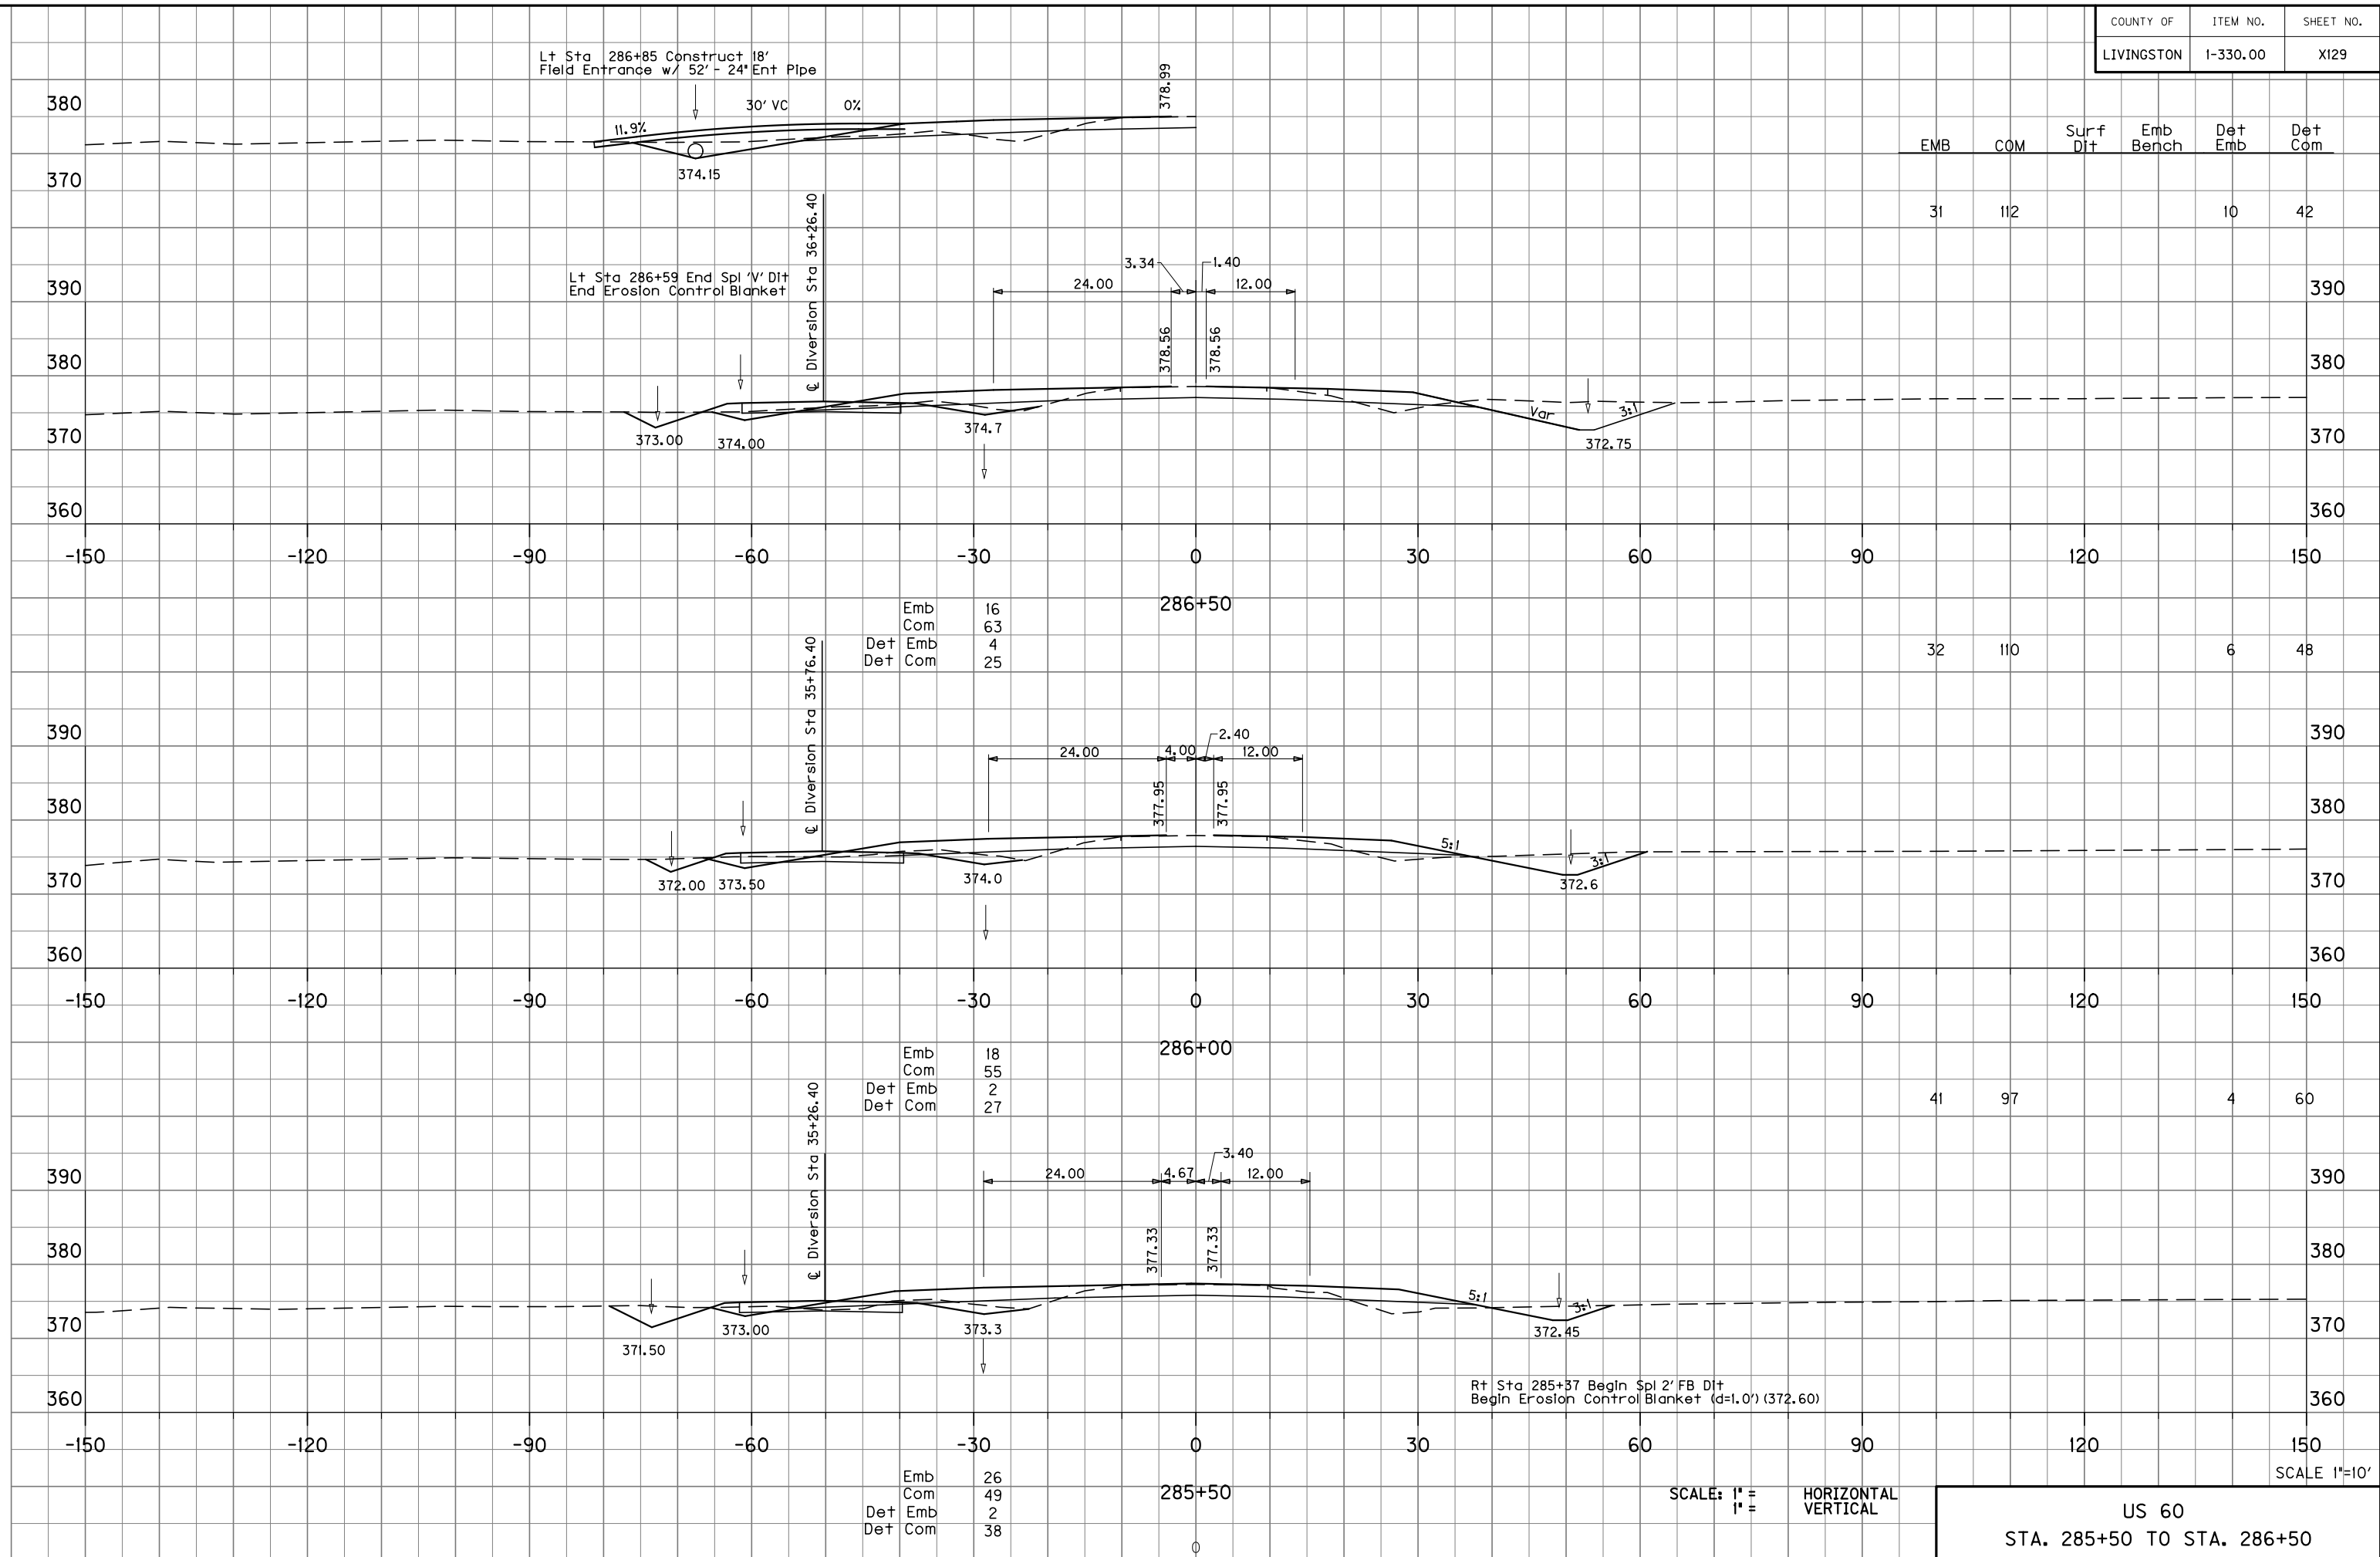 COUNTY OF ITEM NO. SHEET NO.
LIVINGSTON 1-330.00 X129
Lt Sta 286+85 Construct 18'
Field Entrance w/ 52' - 24" Ent Pipe
378.99
380
30' VC 0%
11.9%
Surf Emb Det Det
EMB COM Dit Bench Emb Com
374.15
370
31 112 10 42
℄ Diversion Sta 36+26.40
3.34 1.40
Lt Sta 286+59 End Spl 'V' Dit
End Erosion Control Blanket
390 24.00 12.00 390
378.56 378.56
380 380
Var 3:1
373.00 374.00 374.7 372.75
370 370
360 360
-150 -120 -90 -60 -30 0 30 60 90 120 150
286+50
Emb 16
Com 63
Det Emb 4
Det Com 25
32 110 6 48
℄ Diversion Sta 35+76.40
2.40
390 390
24.00 4.00 12.00
377.95 377.95
380 380
5:1 3:1
372.00 373.50 374.0 372.6
370 370
360 360
-150 -120 -90 -60 -30 0 30 60 90 120 150
286+00
Emb 18
Com 55
Det Emb 2
Det Com 27
41 97 4 60
℄ Diversion Sta 35+26.40
3.40
390 24.00 4.67 12.00 390
377.33 377.33
380 380
5:1 3:1
370 373.00 373.3 372.45 370
371.50
Rt Sta 285+37 Begin Spl 2' FB Dit
Begin Erosion Control Blanket (d=1.0') (372.60)
360 360
-150 -120 -90 -60 -30 0 30 60 90 120 150
SCALE 1"=10'
285+50
Emb 26
Com 49
Det Emb 2
Det Com 38
0
SCALE: 1" = HORIZONTAL
1" = VERTICAL
US 60
STA. 285+50 TO STA. 286+50